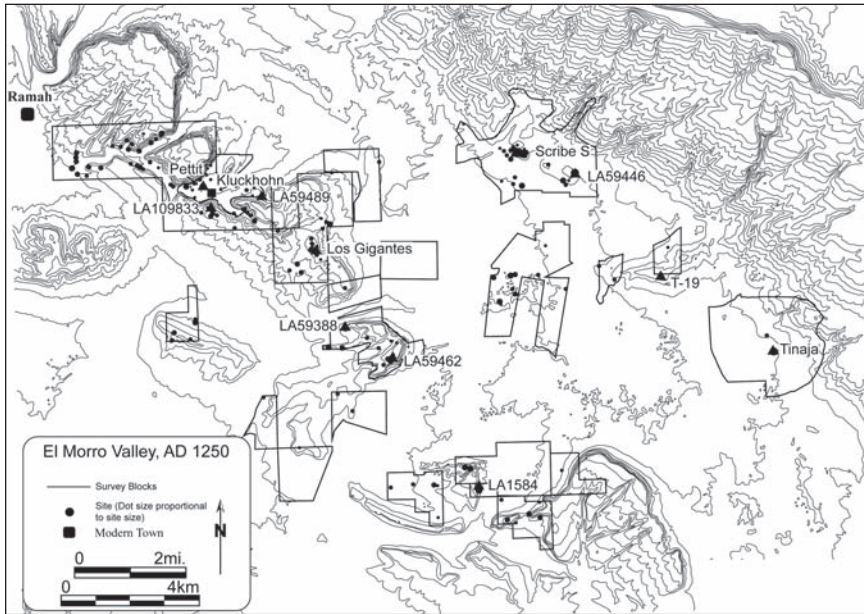 Ramah
Scribe S
Pettit
Kluckhohn
LA59446
LA59489
LA109833
Los Gigantes
T-19
LA59388
Tinaja
LA59462
El Morro Valley, AD 1250
LA1584
Survey Blocks
Site (Dot size proportional
to site size)
N
Modern Town
0 2mi.
0 4km